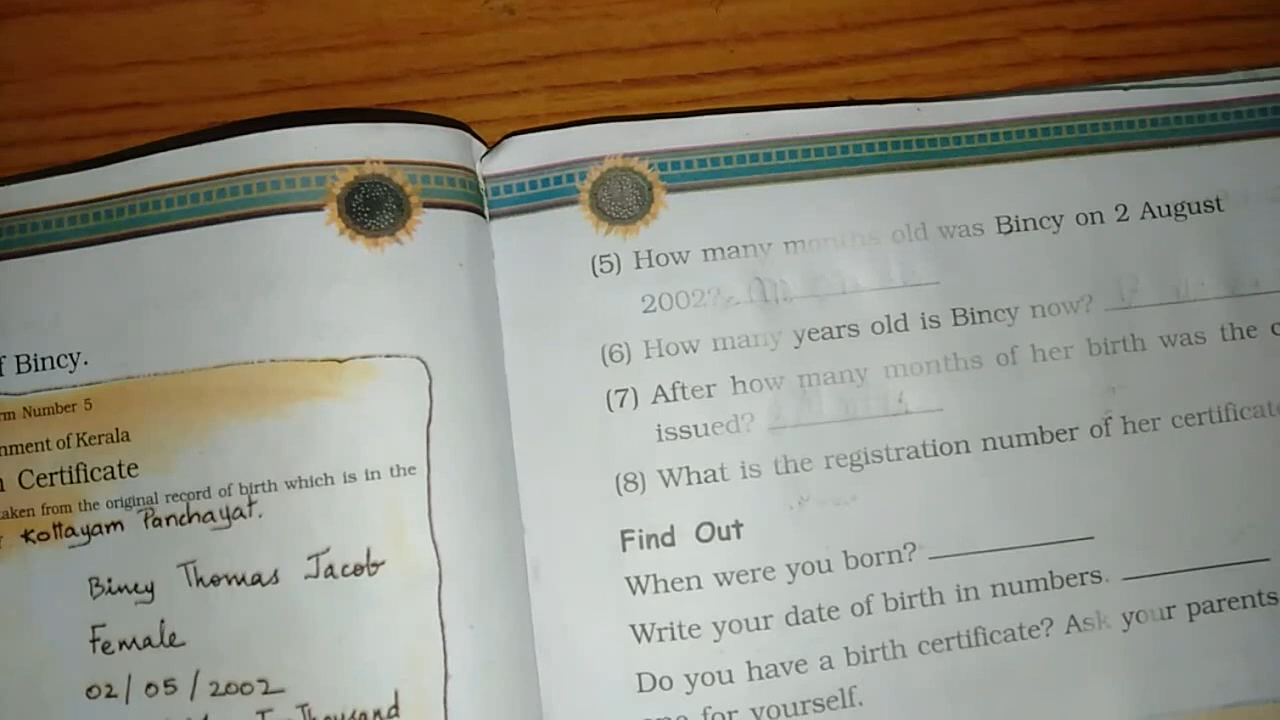 f Bincy.
rm Number 5
nment of Kerala
n Certificate
aken from the original record of birth which is in the
r Kottayam Panchayat.
Bincy Thomas Jacob
Female
02/05/2002
Thousand
(5) How many months old was Bincy on 2 August
2002?
(6) How many years old is Bincy now?
(7) After how many months of her birth was the c
issued?
(8) What is the registration number of her certificate
Find Out
When were you born?
Write your date of birth in numbers.
Do you have a birth certificate? Ask your parents
for yourself.